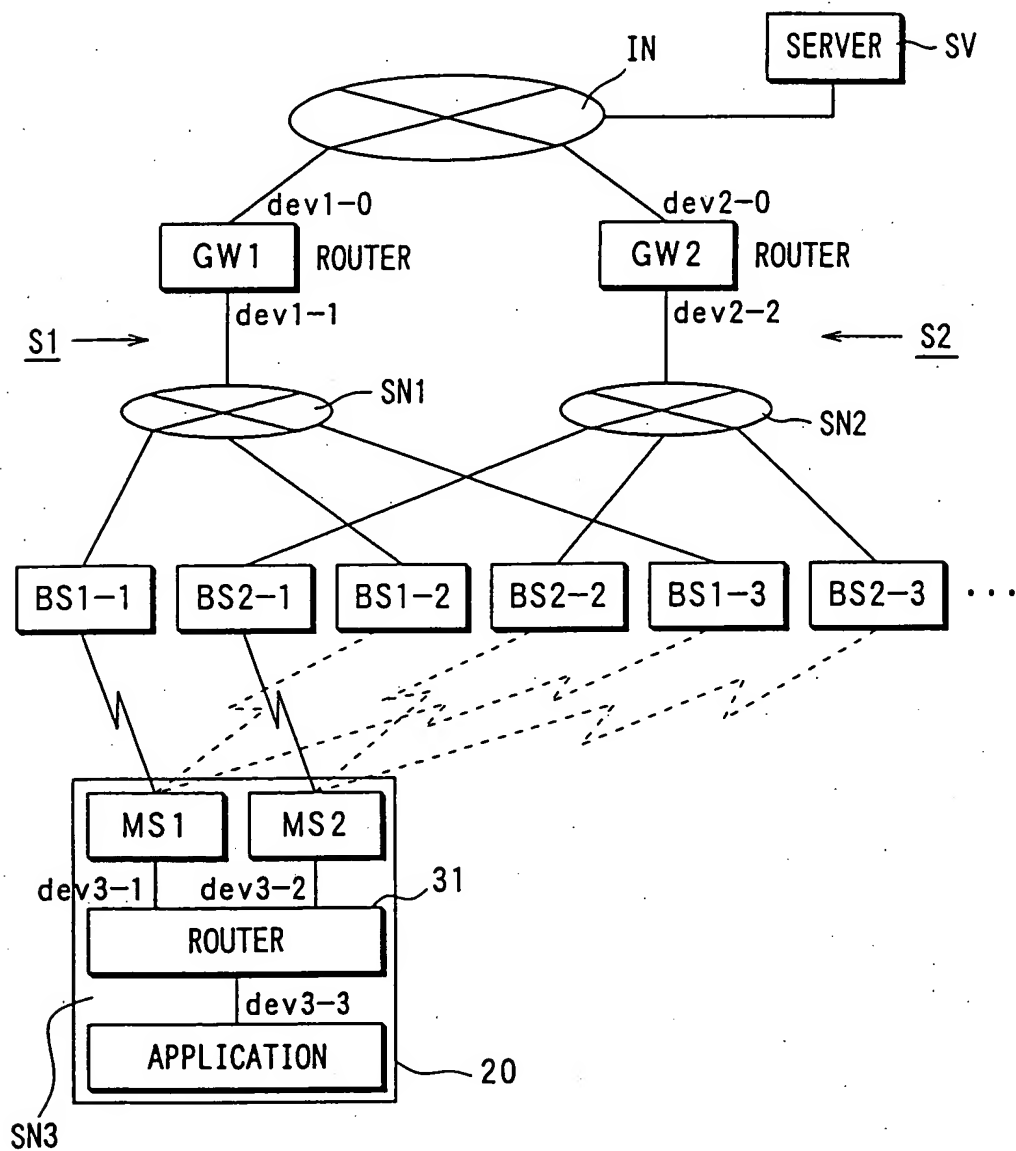 IN
SERVER
SV
dev1-0
dev2-0
GW1
ROUTER
GW2
ROUTER
dev1-1
dev2-2
S1
S2
SN1
SN2
BS1-1
BS2-1
BS1-2
BS2-2
BS1-3
BS2-3
...
MS1
MS2
dev3-1
dev3-2
31
ROUTER
dev3-3
APPLICATION
20
SN3